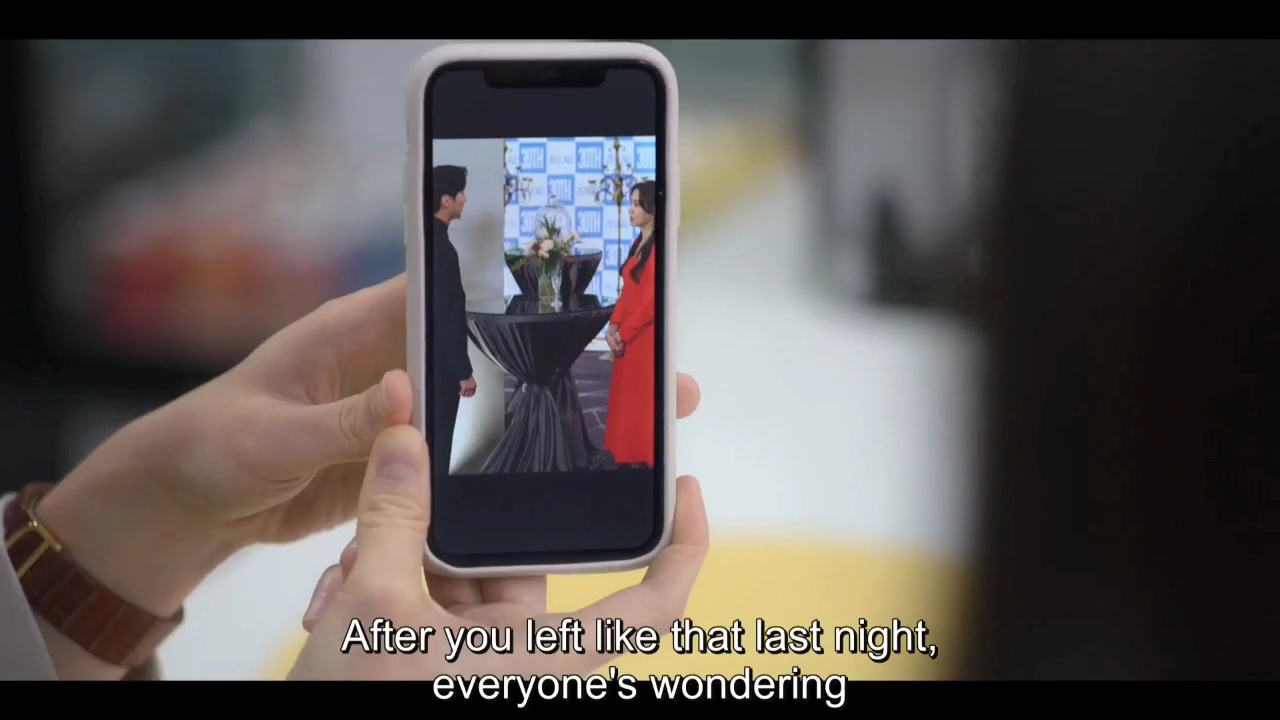 After you left like that last night,
everyone's wondering